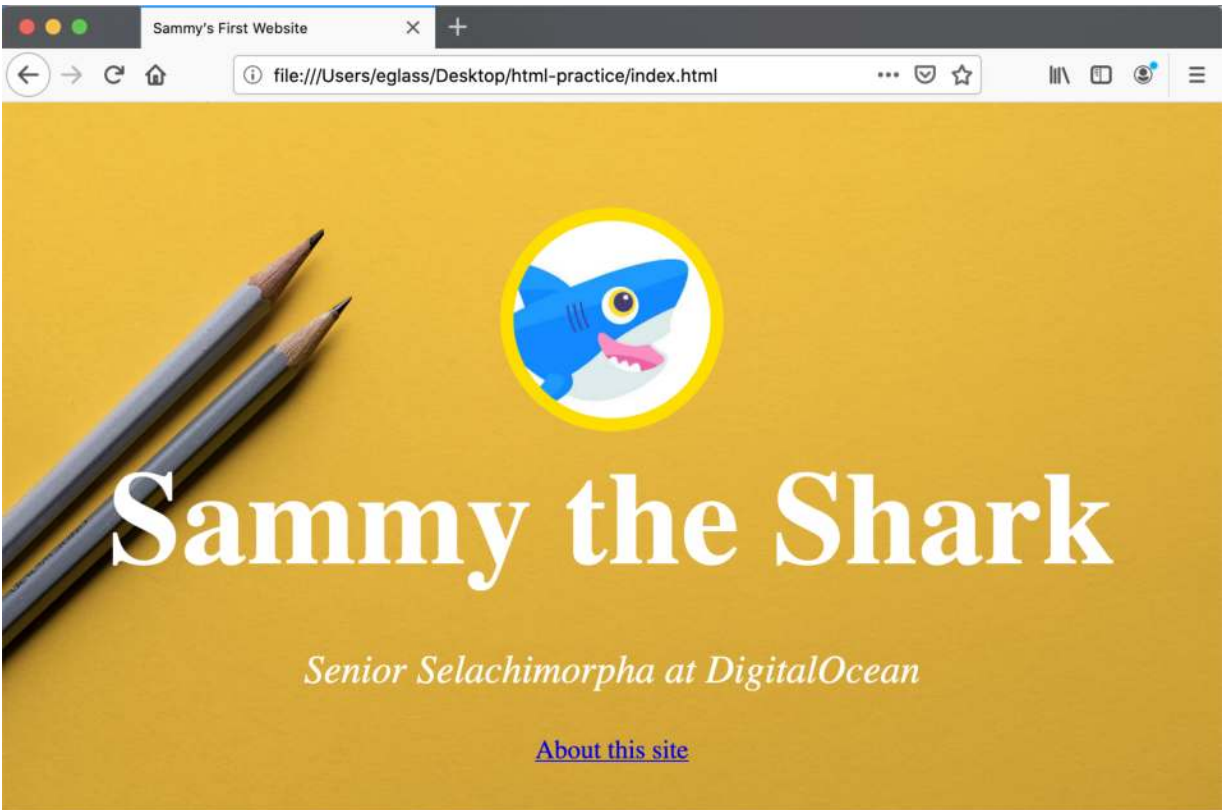 Sammy's First Website
file:///Users/eglass/Desktop/html-practice/index.html
Sammy the Shark
Senior Selachimorpha at DigitalOcean
About this site